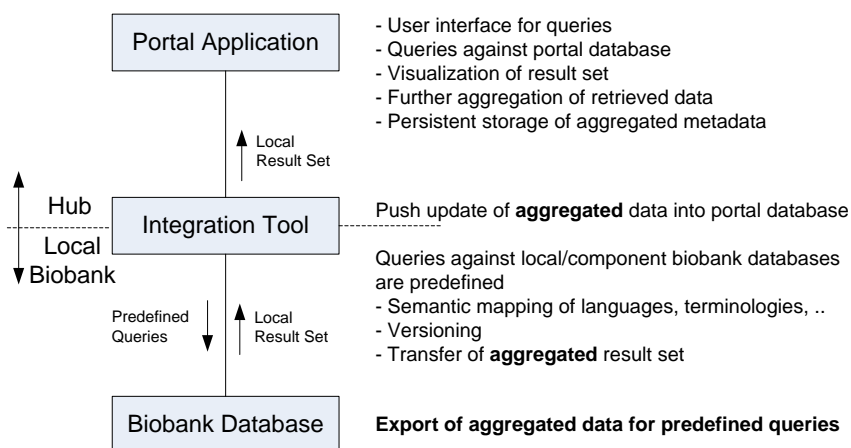 Portal Application
- User interface for queries
- Queries against portal database
- Visualization of result set
- Further aggregation of retrieved data
- Persistent storage of aggregated metadata
Local
Result Set
Hub
Local
Biobank
Integration Tool
Push update of aggregated data into portal database
Queries against local/component biobank databases
are predefined
- Semantic mapping of languages, terminologies, ..
- Versioning
- Transfer of aggregated result set
Predefined
Queries
Local
Result Set
Biobank Database
Export of aggregated data for predefined queries